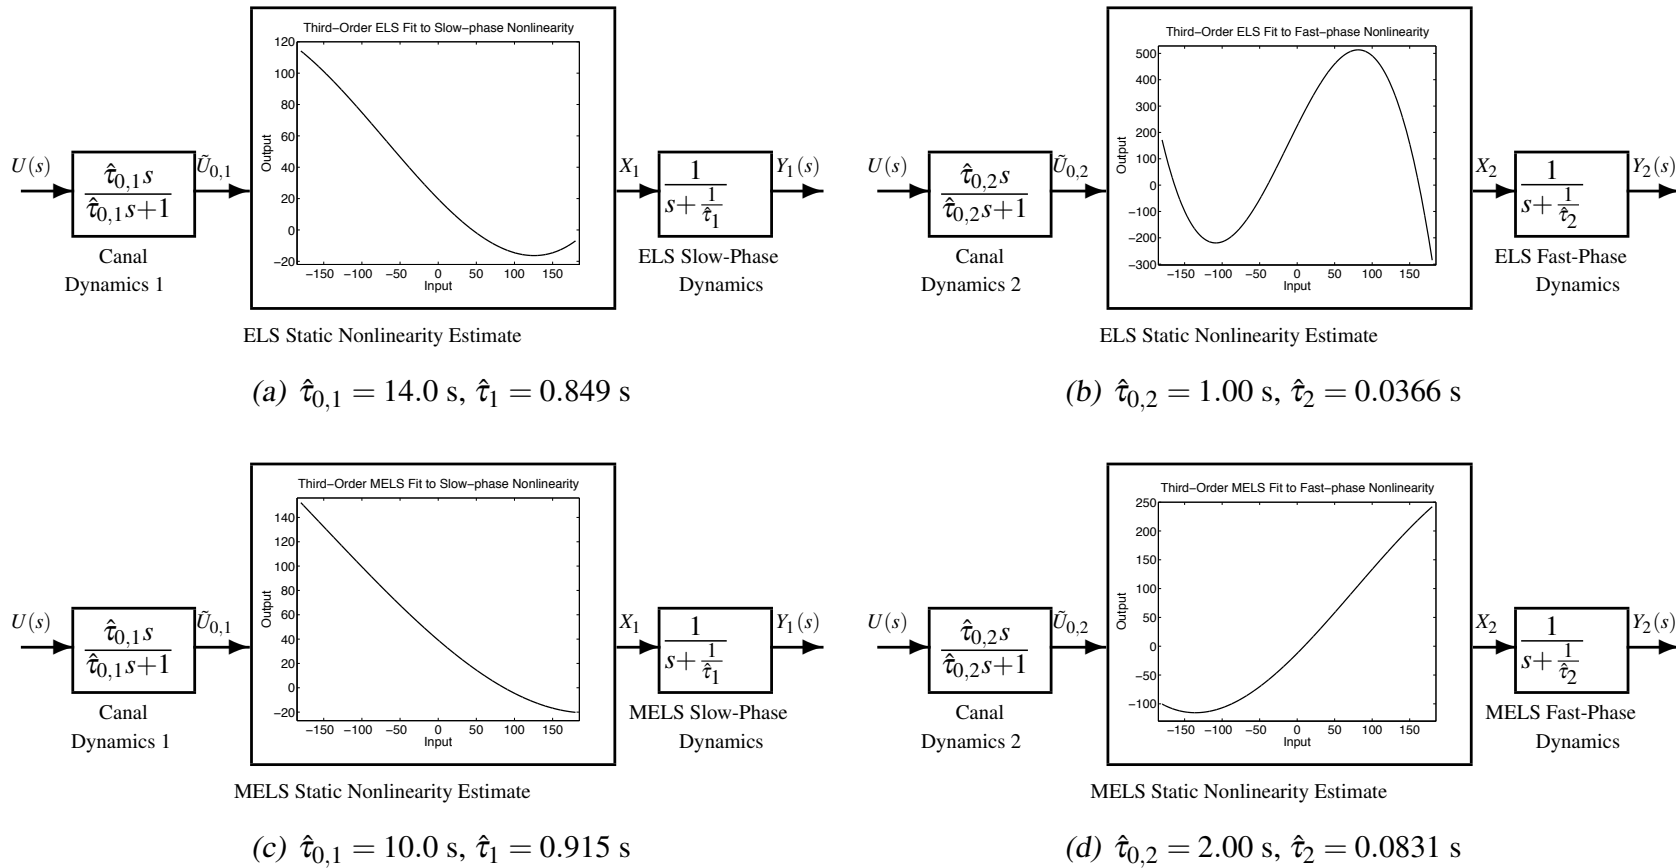 Third−Order ELS Fit to Slow−phase Nonlinearity
120
100
80
60
40
20
0
−20
Output
−150 −100 −50 0 50 100 150
Input
U(s)
τ̂₀,₁s
τ̂₀,₁s+1
Ũ₀,₁
Canal
Dynamics 1
X₁
1
s+ 1/τ̂₁
Y₁(s)
ELS Slow-Phase
Dynamics
ELS Static Nonlinearity Estimate
(a) τ̂₀,₁ = 14.0 s, τ̂₁ = 0.849 s
Third−Order ELS Fit to Fast−phase Nonlinearity
500
400
300
200
100
0
−100
−200
−300
Output
−150 −100 −50 0 50 100 150
Input
U(s)
τ̂₀,₂s
τ̂₀,₂s+1
Ũ₀,₂
Canal
Dynamics 2
X₂
1
s+ 1/τ̂₂
Y₂(s)
ELS Fast-Phase
Dynamics
ELS Static Nonlinearity Estimate
(b) τ̂₀,₂ = 1.00 s, τ̂₂ = 0.0366 s
Third−Order MELS Fit to Slow−phase Nonlinearity
140
120
100
80
60
40
20
0
−20
Output
−150 −100 −50 0 50 100 150
Input
U(s)
τ̂₀,₁s
τ̂₀,₁s+1
Ũ₀,₁
Canal
Dynamics 1
X₁
1
s+ 1/τ̂₁
Y₁(s)
MELS Slow-Phase
Dynamics
MELS Static Nonlinearity Estimate
(c) τ̂₀,₁ = 10.0 s, τ̂₁ = 0.915 s
Third−Order MELS Fit to Fast−phase Nonlinearity
250
200
150
100
50
0
−50
−100
Output
−150 −100 −50 0 50 100 150
Input
U(s)
τ̂₀,₂s
τ̂₀,₂s+1
Ũ₀,₂
Canal
Dynamics 2
X₂
1
s+ 1/τ̂₂
Y₂(s)
MELS Fast-Phase
Dynamics
MELS Static Nonlinearity Estimate
(d) τ̂₀,₂ = 2.00 s, τ̂₂ = 0.0831 s